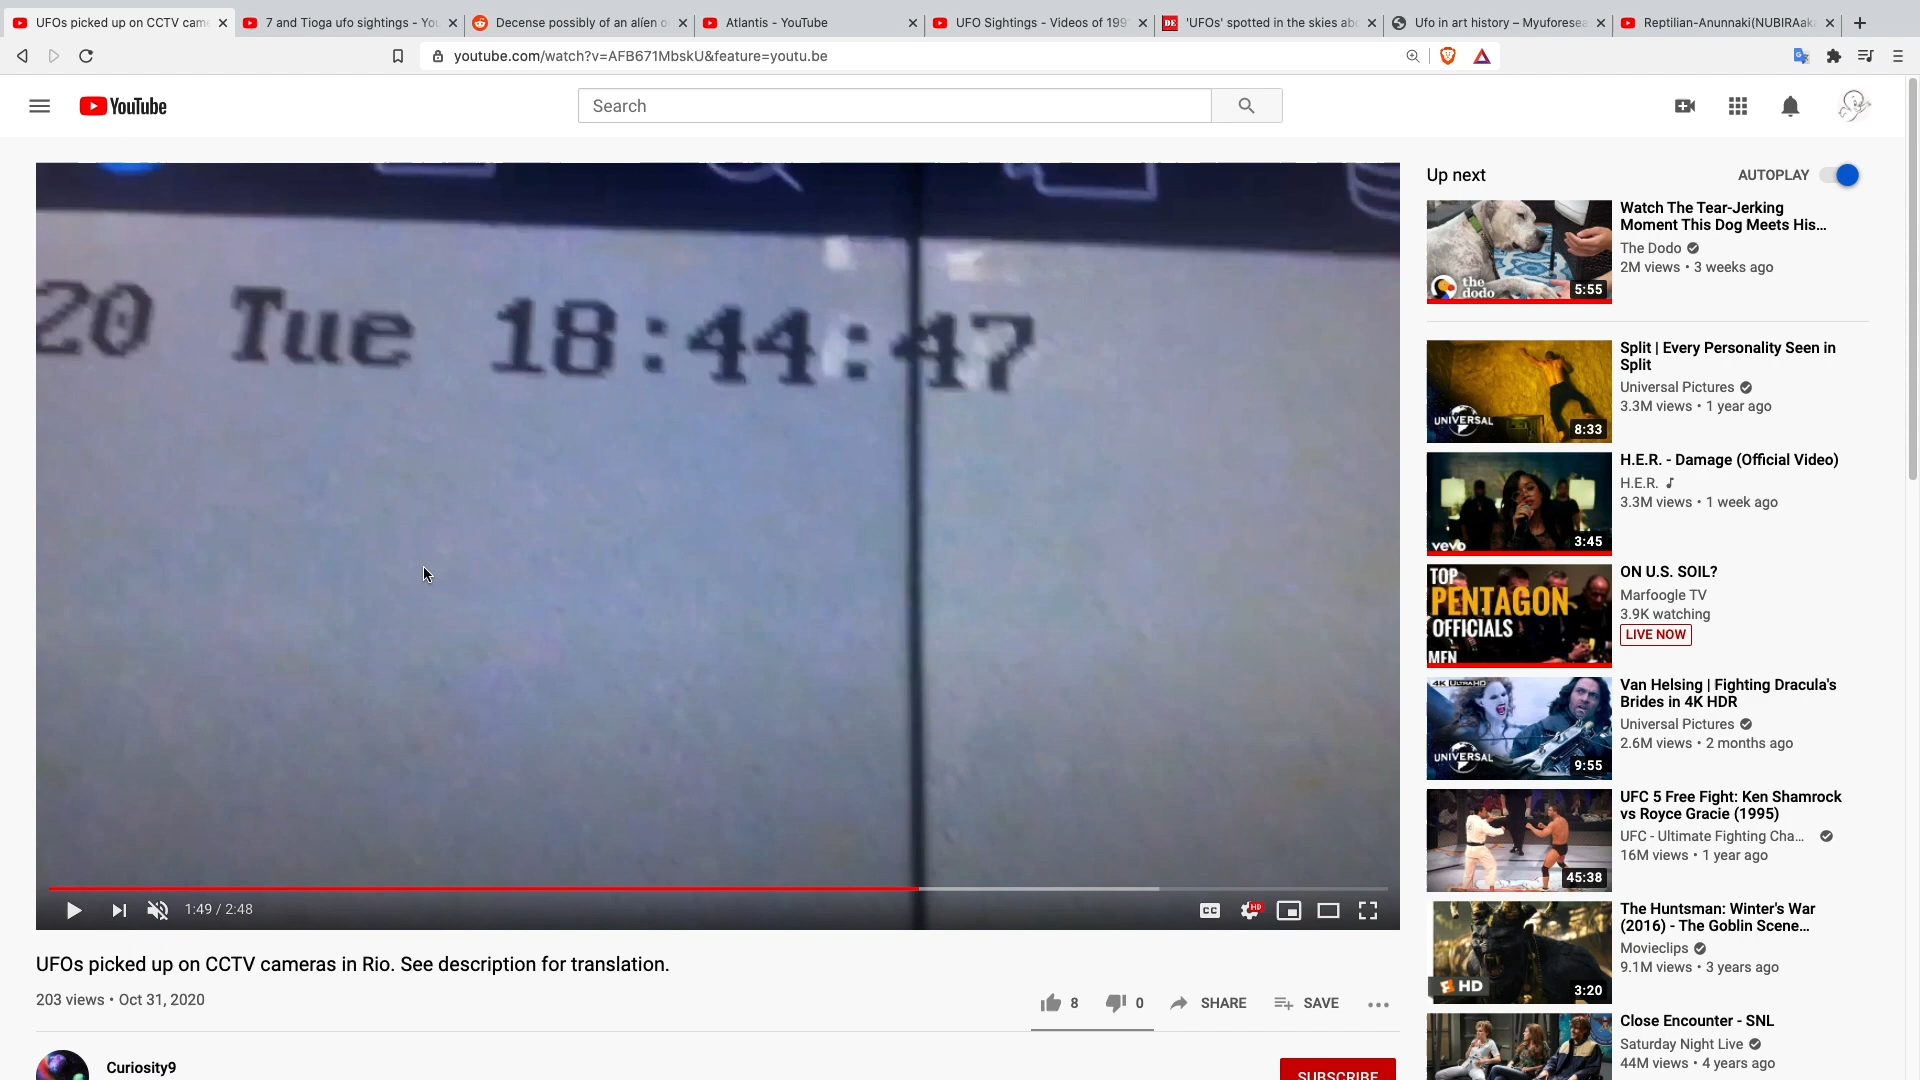 UFOs picked up on CCTV came
7 and Tioga ufo sightings - You
Decense possibly of an alien o
Atlantis - YouTube
UFO Sightings - Videos of 199
DE 'UFOs' spotted in the skies abo
Ufo in art history – Myuforesea
Reptilian-Anunnaki(NUBIRAak
youtube.com/watch?v=AFB671MbskU&feature=youtu.be
YouTube
Search
20 Tue 18:44:47
1:49 / 2:48
CC
HD
UFOs picked up on CCTV cameras in Rio. See description for translation.
203 views • Oct 31, 2020
8
0
SHARE
SAVE
Curiosity9
SUBSCRIBE
Up next
AUTOPLAY
the dodo
5:55
Watch The Tear-Jerking
Moment This Dog Meets His...
The Dodo
2M views • 3 weeks ago
UNIVERSAL
8:33
Split | Every Personality Seen in
Split
Universal Pictures
3.3M views • 1 year ago
vevo
3:45
H.E.R. - Damage (Official Video)
H.E.R.
3.3M views • 1 week ago
TOP
PENTAGON
OFFICIALS
MFN
ON U.S. SOIL?
Marfoogle TV
3.9K watching
LIVE NOW
4K ULTRA HD
UNIVERSAL
9:55
Van Helsing | Fighting Dracula's
Brides in 4K HDR
Universal Pictures
2.6M views • 2 months ago
45:38
UFC 5 Free Fight: Ken Shamrock
vs Royce Gracie (1995)
UFC - Ultimate Fighting Cha...
16M views • 1 year ago
HD
3:20
The Huntsman: Winter's War
(2016) - The Goblin Scene...
Movieclips
9.1M views • 3 years ago
Close Encounter - SNL
Saturday Night Live
44M views • 4 years ago